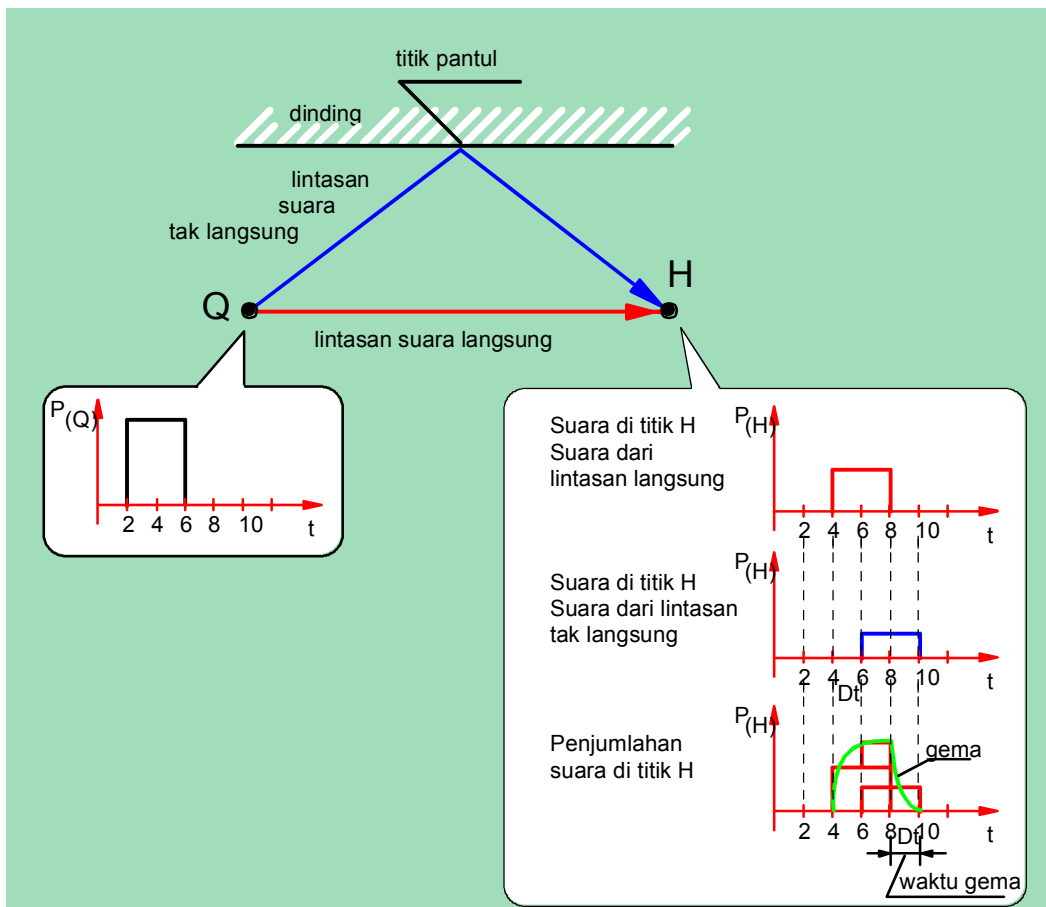 titik pantul
dinding
lintasan
suara
tak langsung
Q
H
lintasan suara langsung
P(Q)
2 4 6 8 10
t
Suara di titik H
Suara dari
lintasan langsung
P(H)
2 4 6 8 10
t
Suara di titik H
Suara dari lintasan
tak langsung
P(H)
2 4 6 8 10
t
Dt
Penjumlahan
suara di titik H
P(H)
gema
2 4 6 8 10
t
Dt
waktu gema